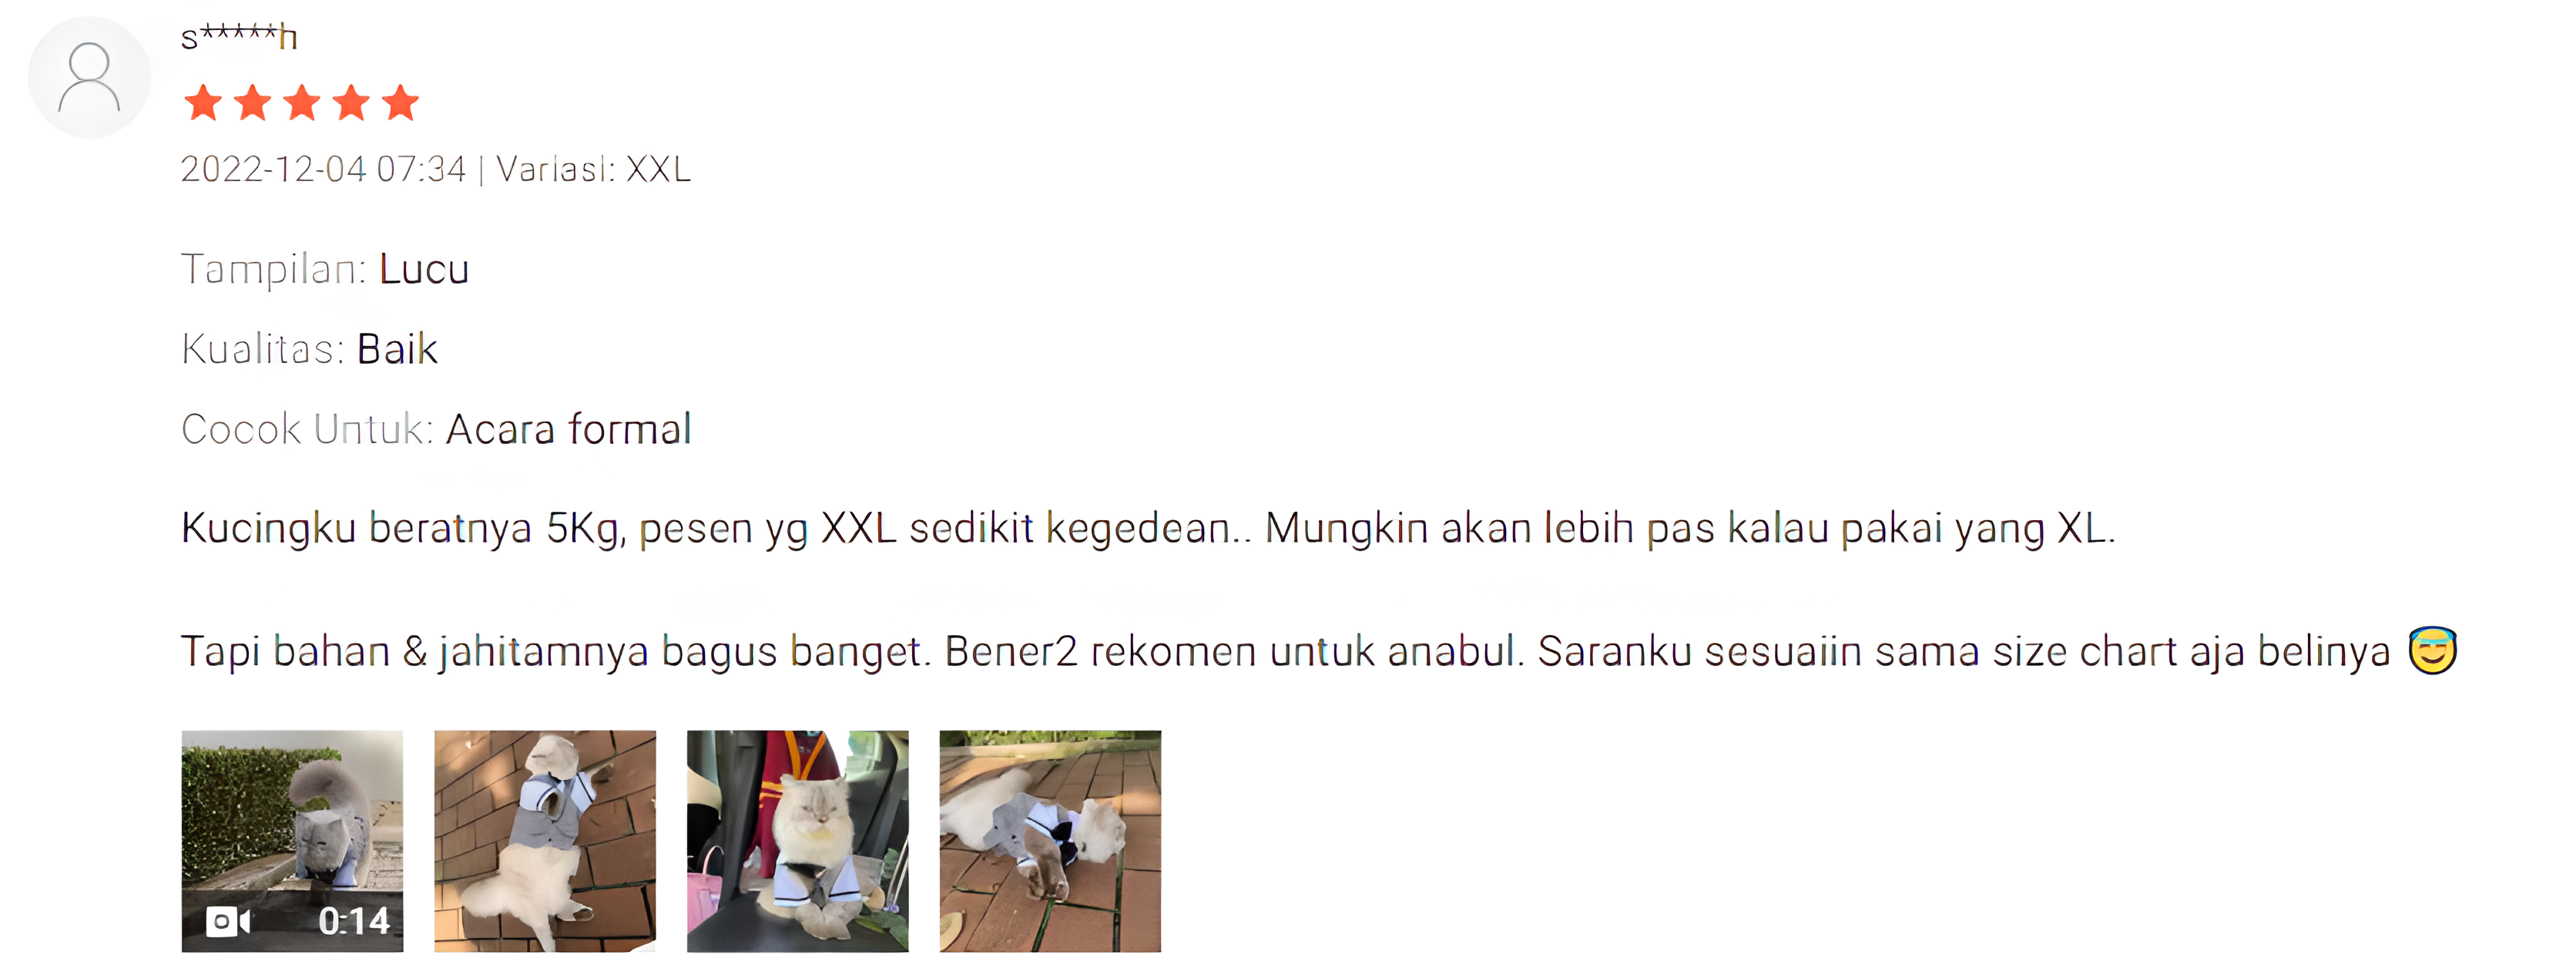 s*****h
2022-12-04 07:34 | Variasi: XXL
Tampilan: Lucu
Kualitas: Baik
Cocok Untuk: Acara formal
Kucingku beratnya 5Kg, pesen yg XXL sedikit kegedean.. Mungkin akan lebih pas kalau pakai yang XL.
Tapi bahan & jahitamnya bagus banget. Bener2 rekomen untuk anabul. Saranku sesuaiin sama size chart aja belinya 😇
0:14